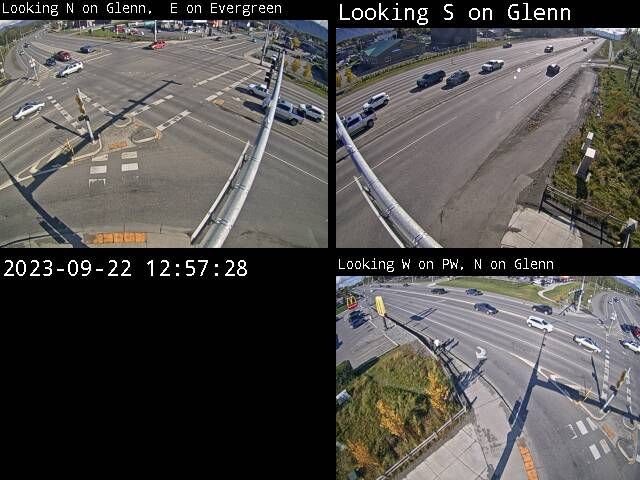 Looking N on Glenn,  E on Evergreen
Looking S on Glenn
2023-09-22 12:57:28
Looking W on PW, N on Glenn